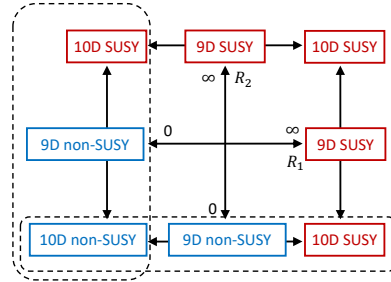 10D SUSY
9D SUSY
10D SUSY
∞ R₂
0
∞
9D non-SUSY
9D SUSY
R₁
0
10D non-SUSY
9D non-SUSY
10D SUSY